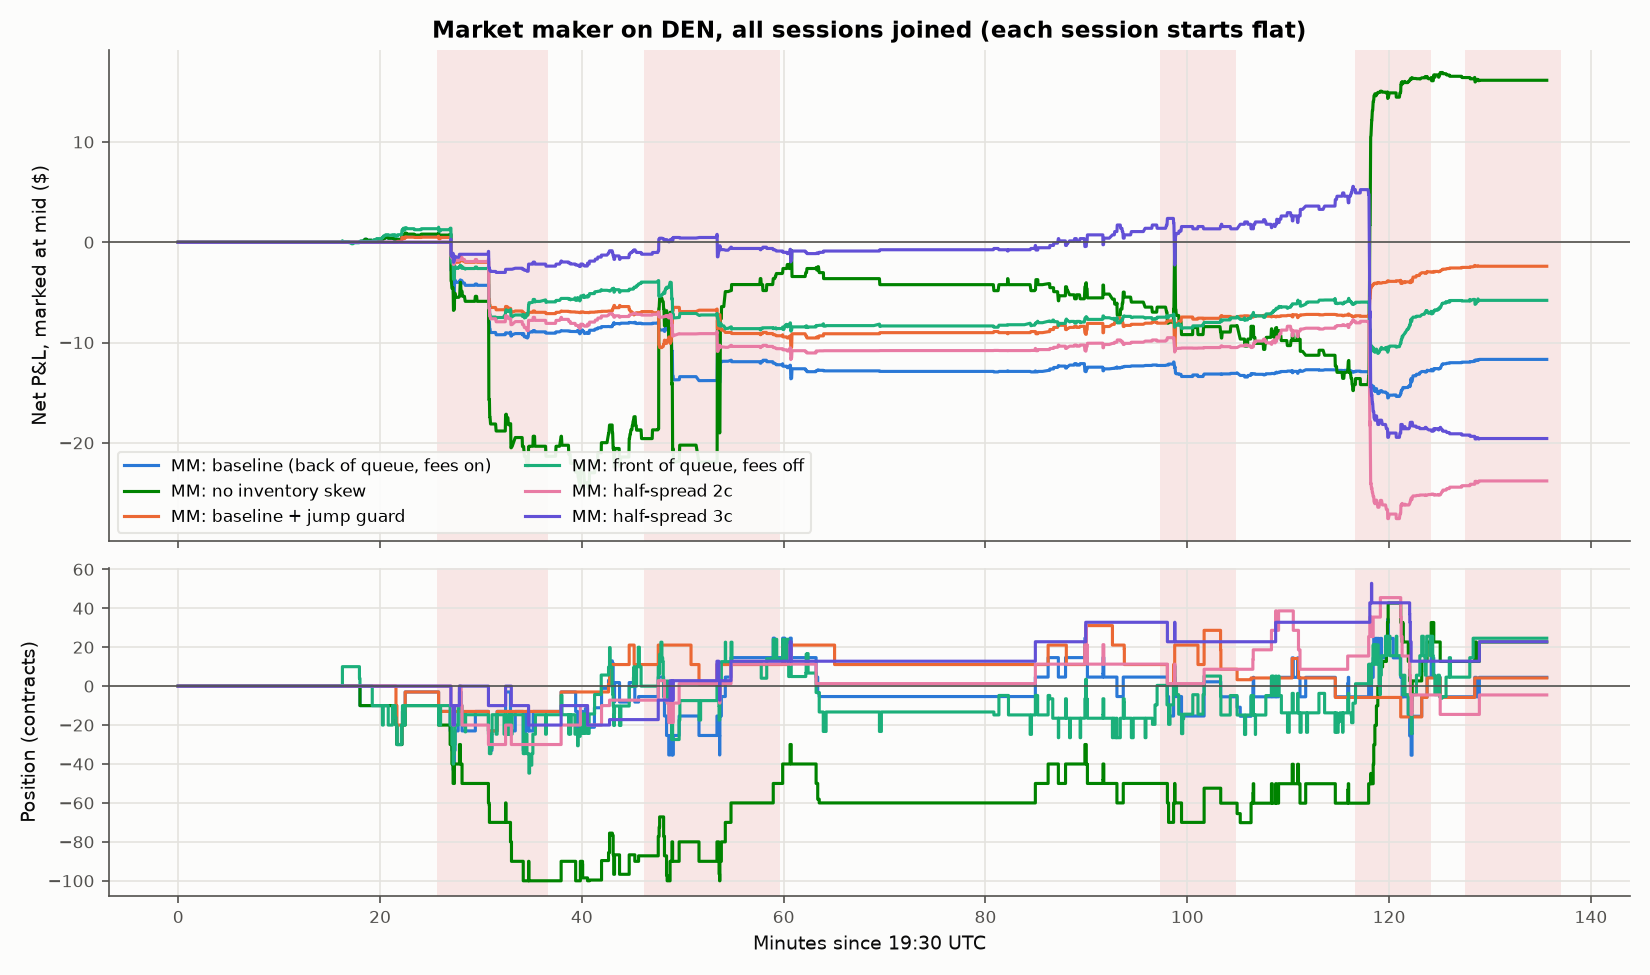 Market maker on DEN, all sessions joined (each session starts flat)
Net P&L, marked at mid ($)
10
0
−10
−20
MM: baseline (back of queue, fees on)
MM: no inventory skew
MM: baseline + jump guard
MM: front of queue, fees off
MM: half-spread 2c
MM: half-spread 3c
Position (contracts)
60
40
20
0
−20
−40
−60
−80
−100
0 20 40 60 80 100 120 140
Minutes since 19:30 UTC